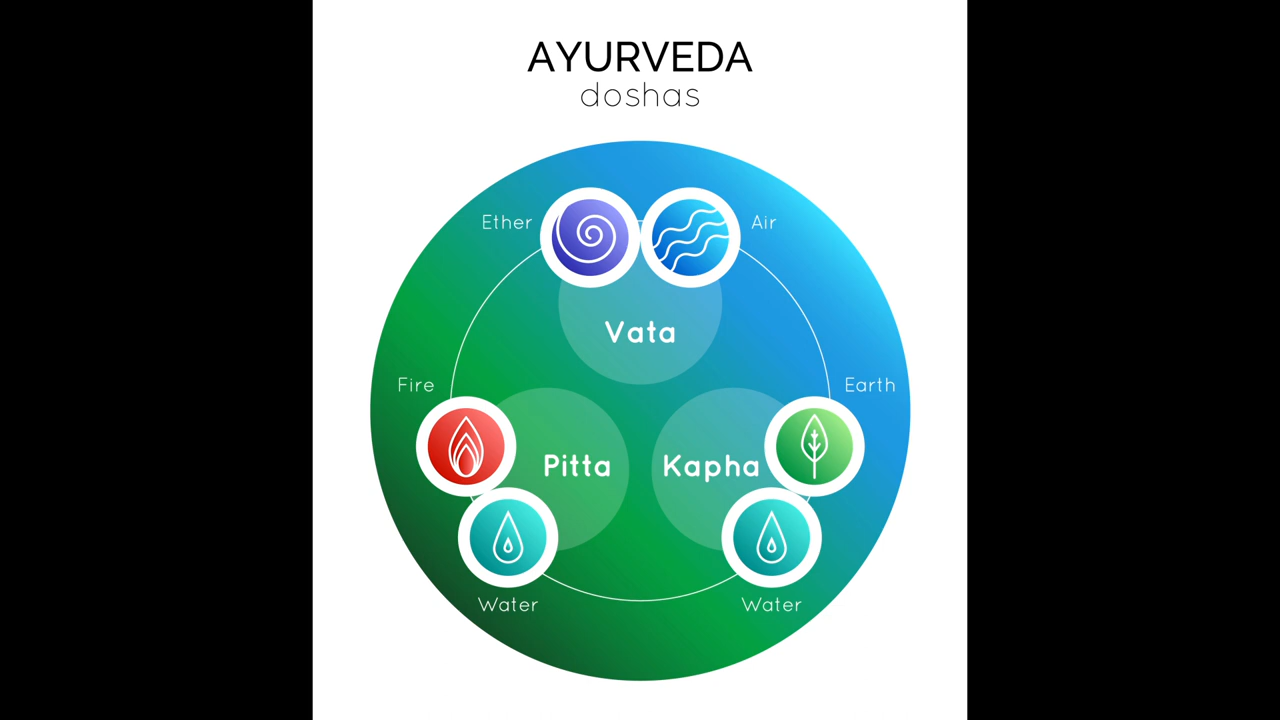 AYURVEDA
doshas
Ether
Air
Vata
Fire
Earth
Pitta
Kapha
Water
Water